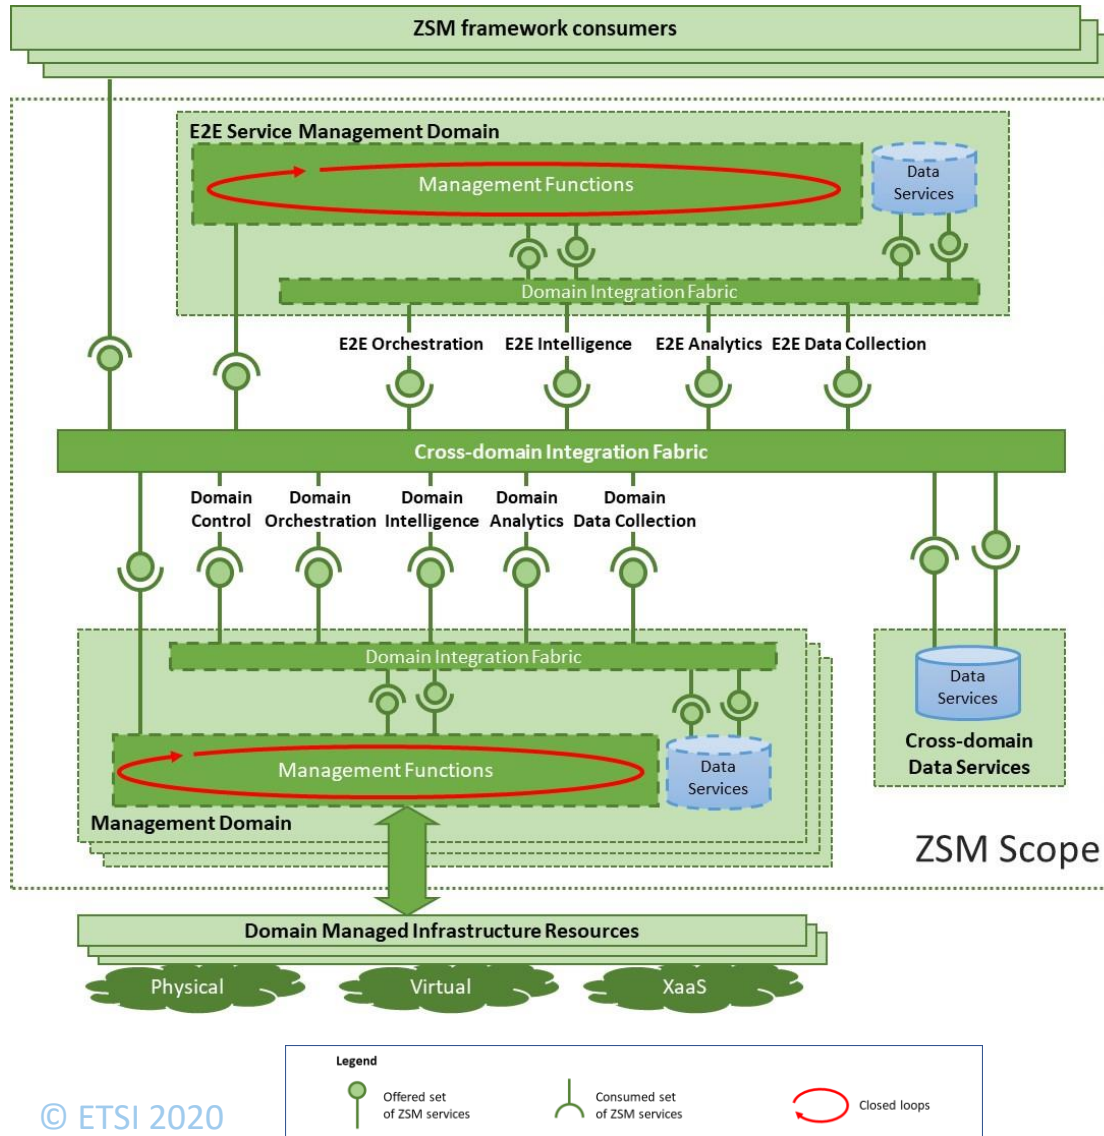 ZSM framework consumers
E2E Service Management Domain
Management Functions
Data
Services
Domain Integration Fabric
E2E Orchestration
E2E Intelligence
E2E Analytics
E2E Data Collection
Cross-domain Integration Fabric
Domain
Control
Domain
Orchestration
Domain
Intelligence
Domain
Analytics
Domain
Data Collection
Domain Integration Fabric
Management Functions
Data
Services
Management Domain
Data
Services
Cross-domain
Data Services
ZSM Scope
Domain Managed Infrastructure Resources
Physical
Virtual
XaaS
Legend
Offered set
of ZSM services
Consumed set
of ZSM services
Closed loops
© ETSI 2020